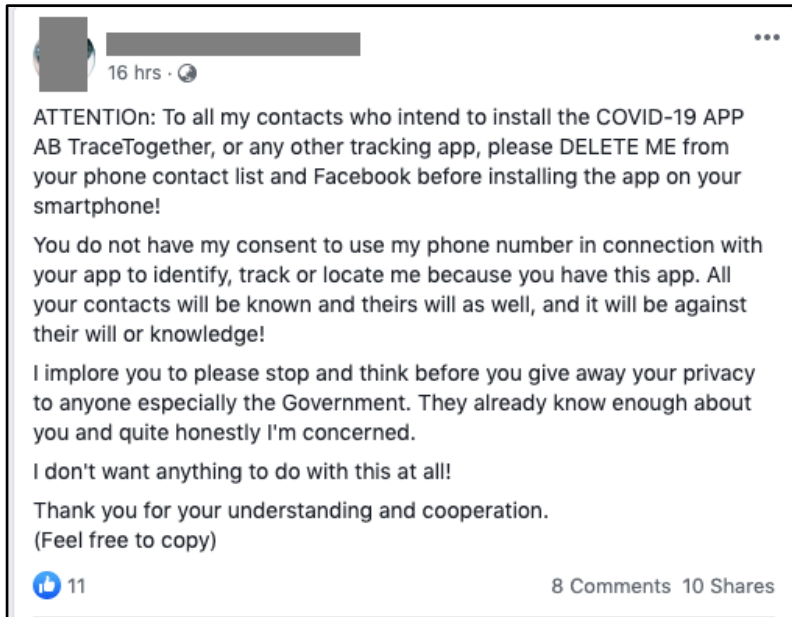 16 hrs ·
ATTENTIOn: To all my contacts who intend to install the COVID-19 APP
AB TraceTogether, or any other tracking app, please DELETE ME from
your phone contact list and Facebook before installing the app on your
smartphone!
You do not have my consent to use my phone number in connection with
your app to identify, track or locate me because you have this app. All
your contacts will be known and theirs will as well, and it will be against
their will or knowledge!
I implore you to please stop and think before you give away your privacy
to anyone especially the Government. They already know enough about
you and quite honestly I'm concerned.
I don't want anything to do with this at all!
Thank you for your understanding and cooperation.
(Feel free to copy)
11 8 Comments 10 Shares